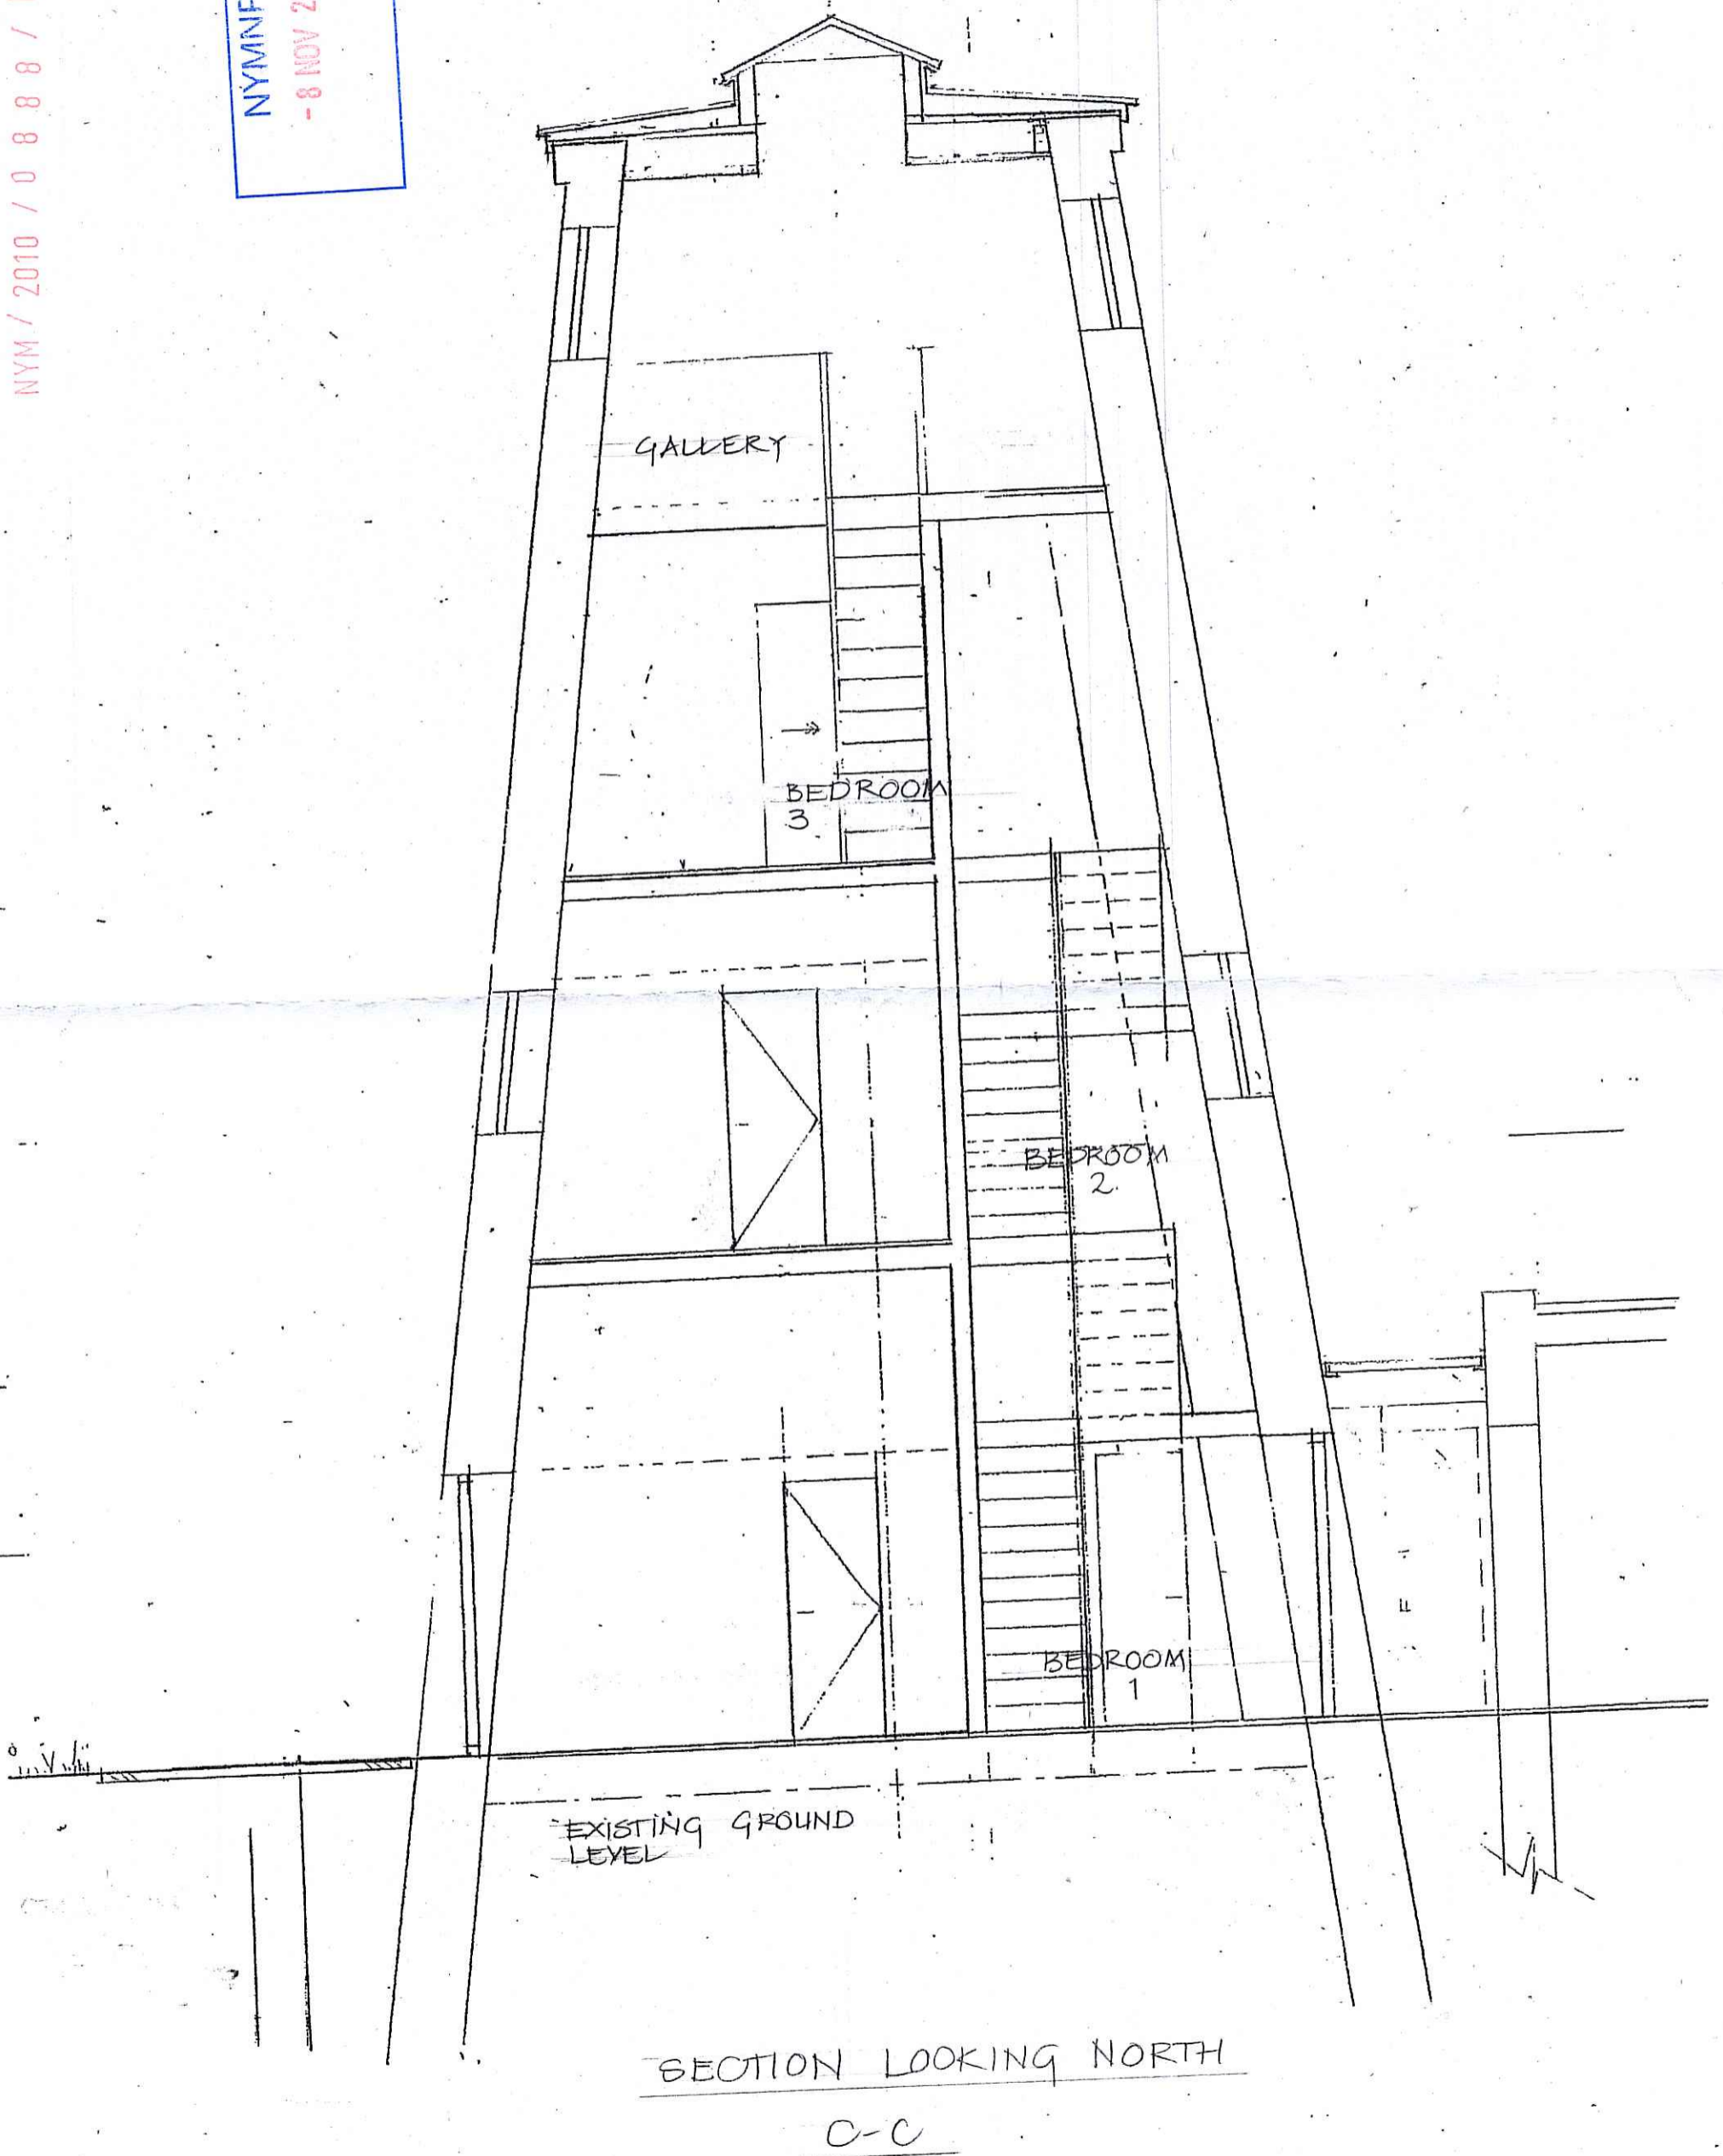 NYM / 2010 / 0 8 8 8 /
- 8 NOV 2
GALLERY
BEDROOM
3
BEDROOM
2.
BEDROOM
1
EXISTING GROUND
LEVEL
SECTION LOOKING NORTH
C-C